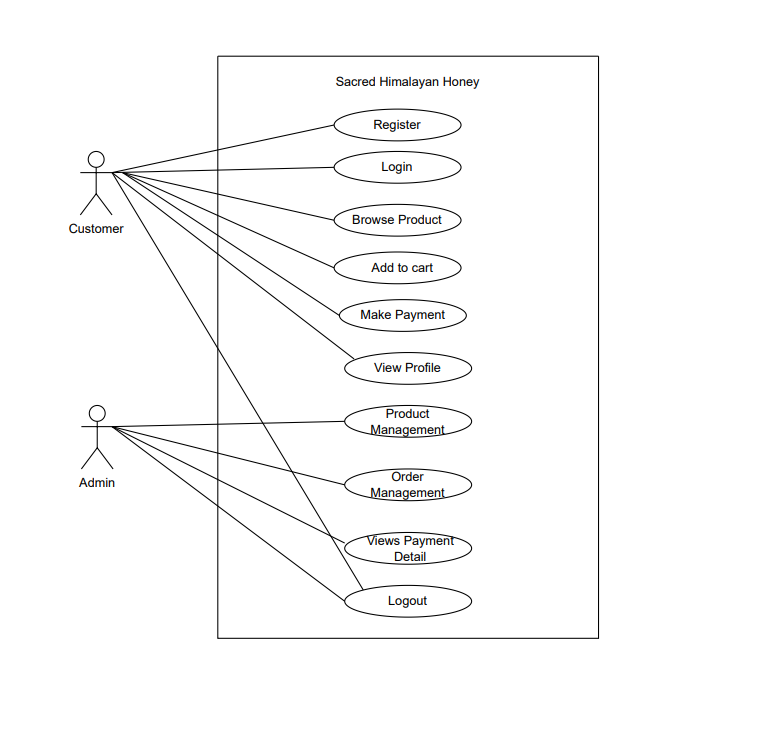 Sacred Himalayan Honey
Register
Login
Browse Product
Customer
Add to cart
Make Payment
View Profile
Product
Management
Order
Management
Admin
Views Payment
Detail
Logout